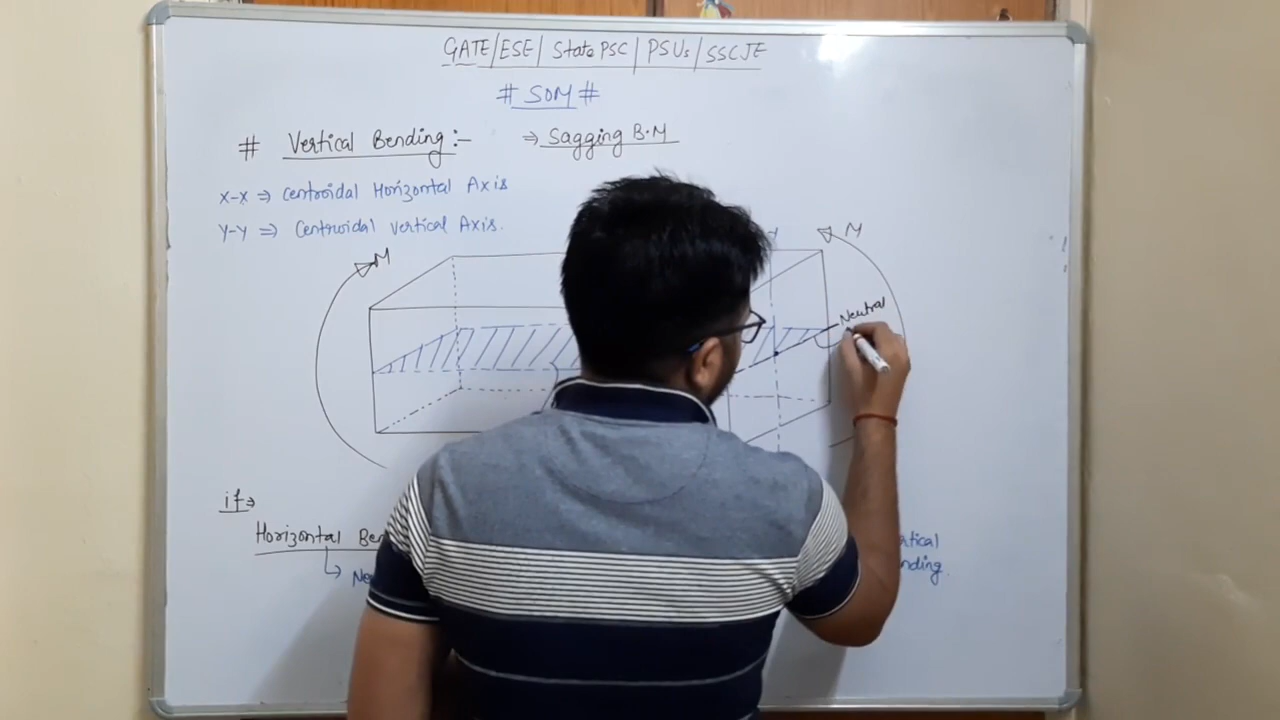 GATE/ESE/ State PSC/ PSUs/ SSCJE
# SOM #
# Vertical Bending:- ⇒ Sagging B.M
X-X ⇒ Centroidal Horizontal Axis
Y-Y ⇒ Centroidal Vertical Axis.
M
Y
M
Neutral
if⇒
Horizontal